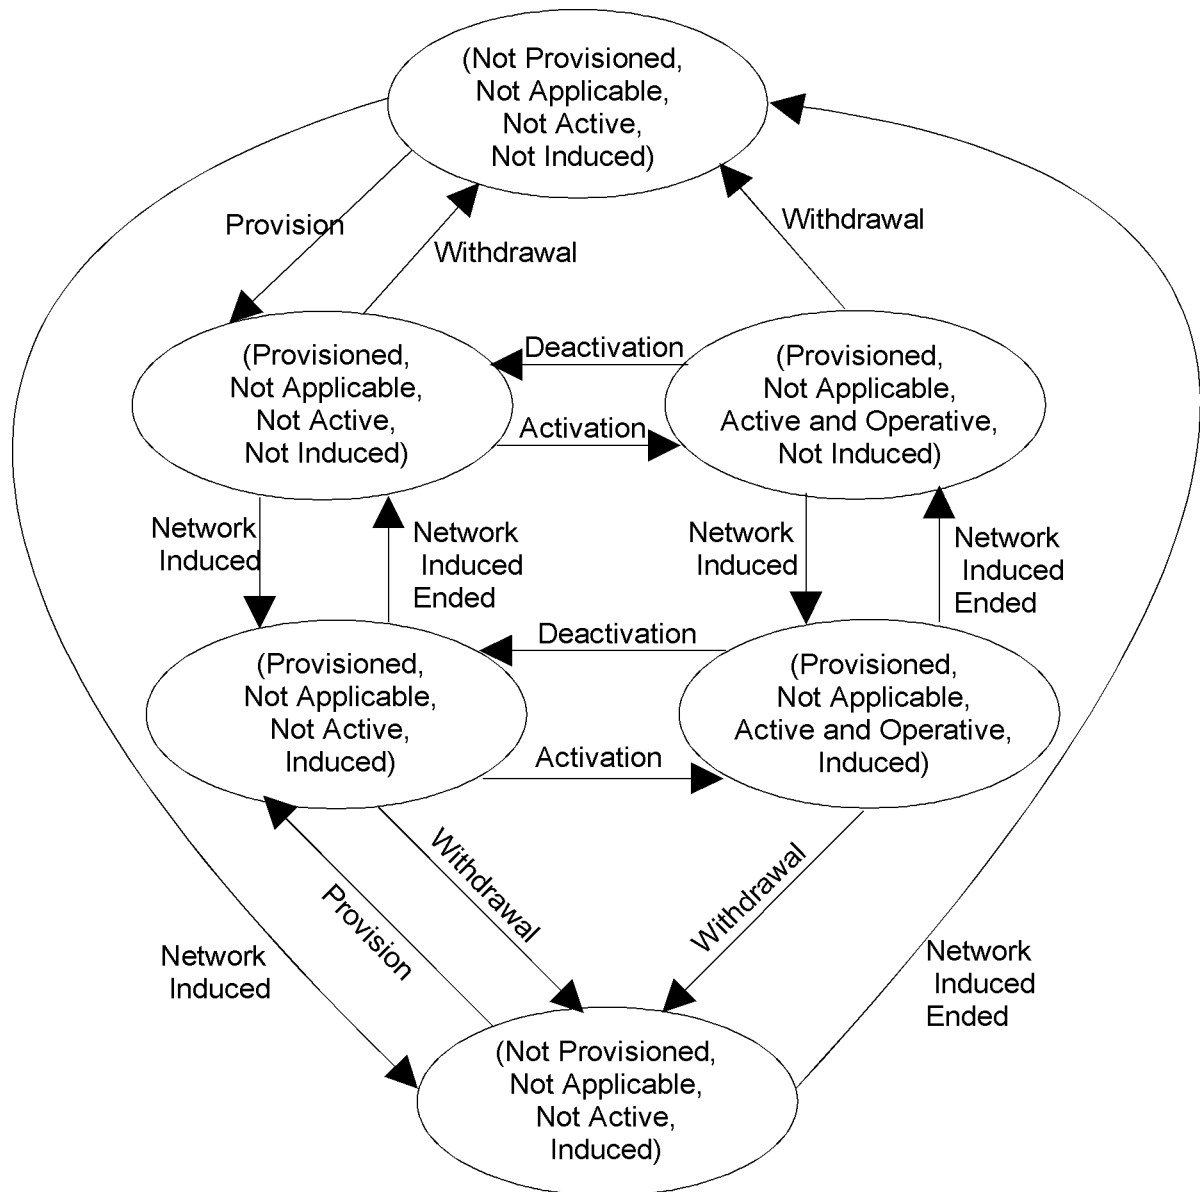 (Not Provisioned,
Not Applicable,
Not Active,
Not Induced)
Provision
Withdrawal
Withdrawal
(Provisioned,
Not Applicable,
Not Active,
Not Induced)
Deactivation
Activation
(Provisioned,
Not Applicable,
Active and Operative,
Not Induced)
Network
Induced
Network
Induced
Ended
Network
Induced
Network
Induced
Ended
(Provisioned,
Not Applicable,
Not Active,
Induced)
Deactivation
Activation
(Provisioned,
Not Applicable,
Active and Operative,
Induced)
Provision
Withdrawal
Withdrawal
Network
Induced
Network
Induced
Ended
(Not Provisioned,
Not Applicable,
Not Active,
Induced)